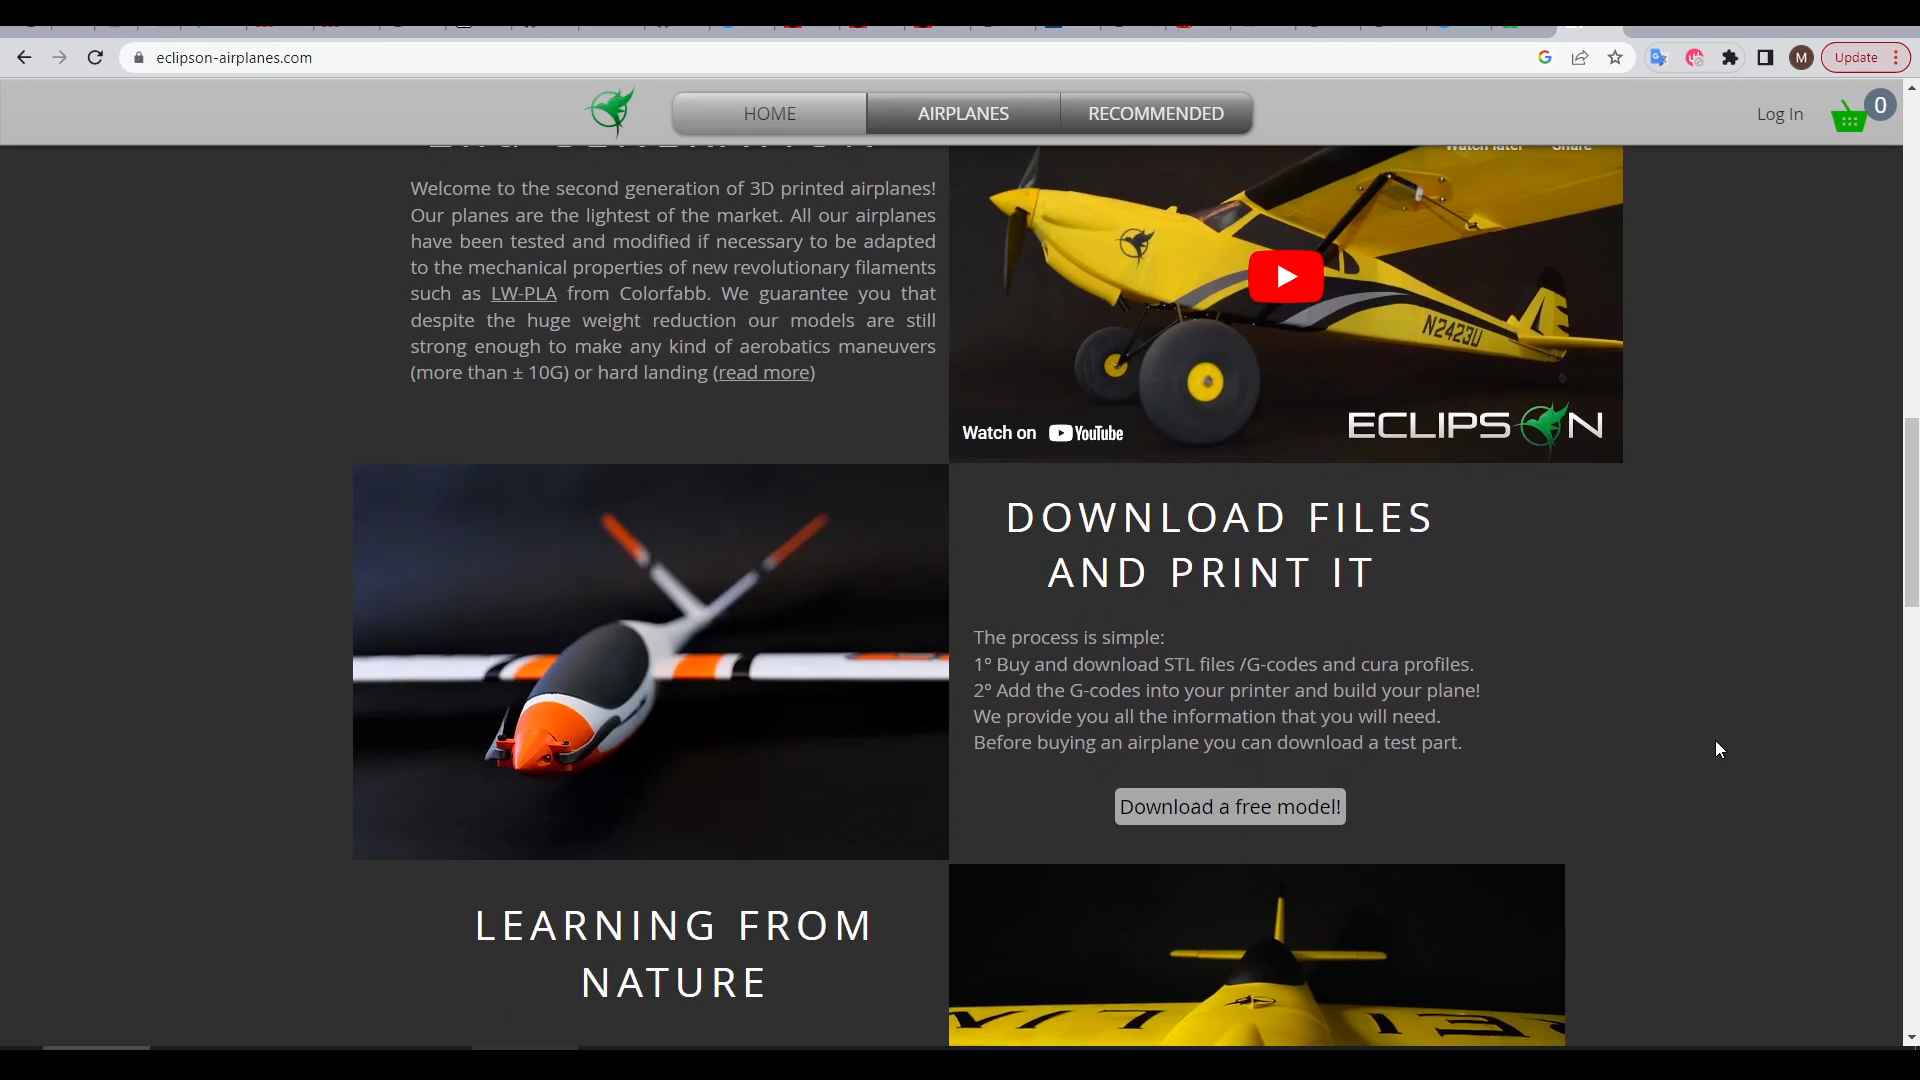 eclipson-airplanes.com
M
Update
HOME
AIRPLANES
RECOMMENDED
Log In
0
Welcome to the second generation of 3D printed airplanes!
Our planes are the lightest of the market. All our airplanes
have been tested and modified if necessary to be adapted
to the mechanical properties of new revolutionary filaments
such as LW-PLA from Colorfabb. We guarantee you that
despite the huge weight reduction our models are still
strong enough to make any kind of aerobatics maneuvers
(more than ± 10G) or hard landing (read more)
Watch later
Share
N2423U
Watch on YouTube
ECLIPSON
DOWNLOAD FILES
AND PRINT IT
The process is simple:
1º Buy and download STL files /G-codes and cura profiles.
2º Add the G-codes into your printer and build your plane!
We provide you all the information that you will need.
Before buying an airplane you can download a test part.
Download a free model!
LEARNING FROM
NATURE